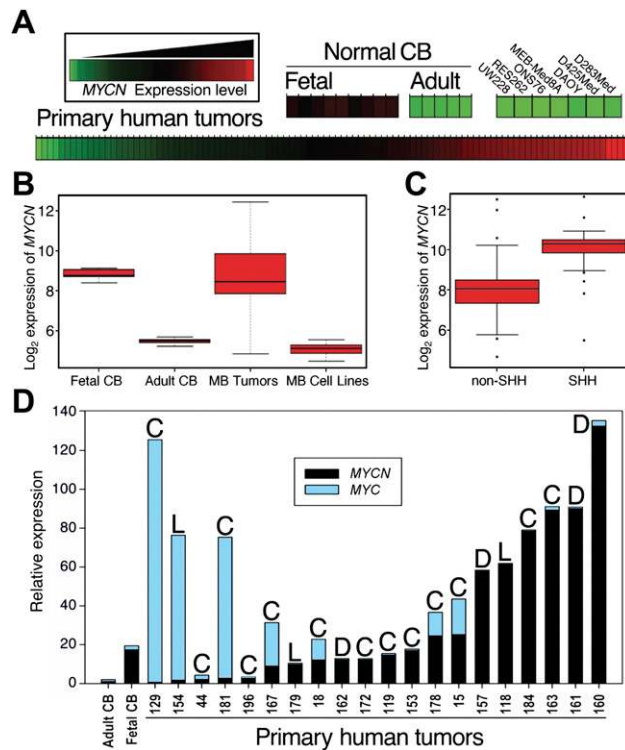 A
MYCN Expression level
Normal CB
Fetal
Adult
UW228
RES262
ONS76
MEB-Med8A
DAOY
D425Med
D283Med
Primary human tumors
B
Log2 expression of MYCN
12
10
8
6
Fetal CB
Adult CB
MB Tumors
MB Cell Lines
C
Log2 expression of MYCN
12
10
8
6
non-SHH
SHH
D
Relative expression
140
120
100
80
60
40
20
0
MYCN
MYC
C
L
C
C
C
C
L
C
D
C
C
C
C
C
D
L
C
C
D
D
Adult CB
Fetal CB
129
154
44
181
196
167
179
18
162
172
119
153
178
15
157
118
184
163
161
160
Primary human tumors